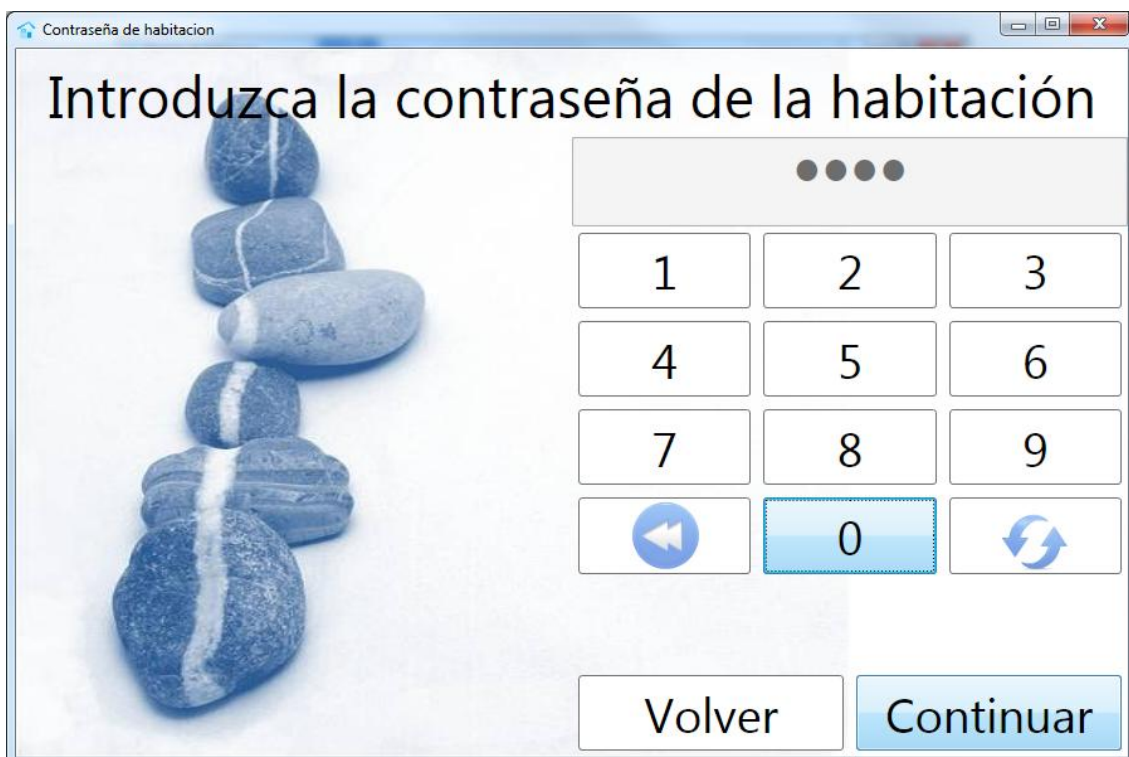 Contraseña de habitacion
Introduzca la contraseña de la habitación
●●●●
1 2 3
4 5 6
7 8 9
0
Volver Continuar